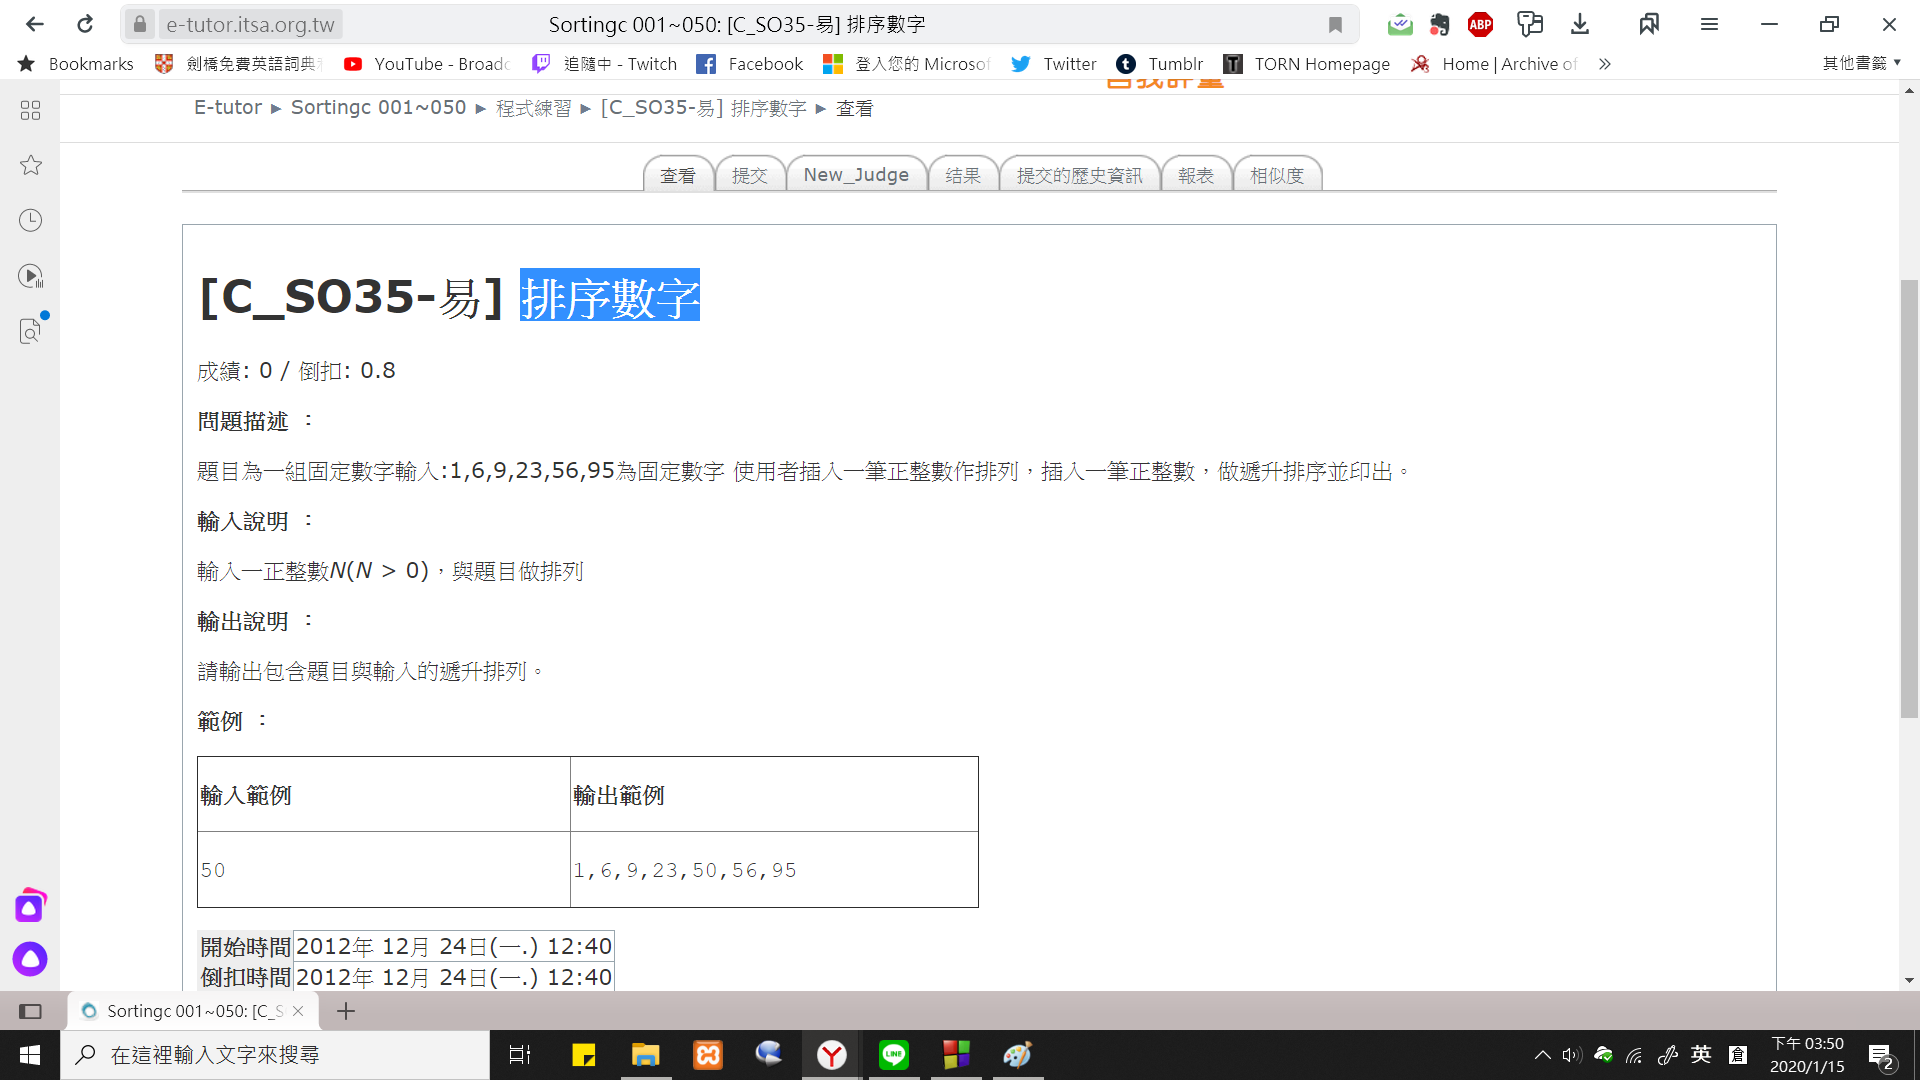 e-tutor.itsa.org.tw
Sortingc 001~050: [C_SO35-易] 排序數字
ABP
Bookmarks
劍橋免費英語詞典
YouTube - Broadc
追隨中 - Twitch
Facebook
登入您的 Microsof
Twitter
Tumblr
TORN Homepage
Home | Archive of
»
其他書籤
自我評量
E-tutor ► Sortingc 001~050 ► 程式練習 ► [C_SO35-易] 排序數字 ► 查看
查看
提交
New_Judge
结果
提交的歷史資訊
報表
相似度
[C_SO35-易] 排序數字
成績: 0 / 倒扣: 0.8
問題描述 ：
題目為一組固定數字輸入:1,6,9,23,56,95為固定數字 使用者插入一筆正整數作排列，插入一筆正整數，做遞升排序並印出。
輸入說明 ：
輸入一正整數N(N > 0)，與題目做排列
輸出說明 ：
請輸出包含題目與輸入的遞升排列。
範例 ：
輸入範例
輸出範例
50
1,6,9,23,50,56,95
開始時間 2012年 12月 24日(一.) 12:40
倒扣時間 2012年 12月 24日(一.) 12:40
Sortingc 001~050: [C_S
在這裡輸入文字來搜尋
LINE
英
倉
下午 03:50
2020/1/15
2